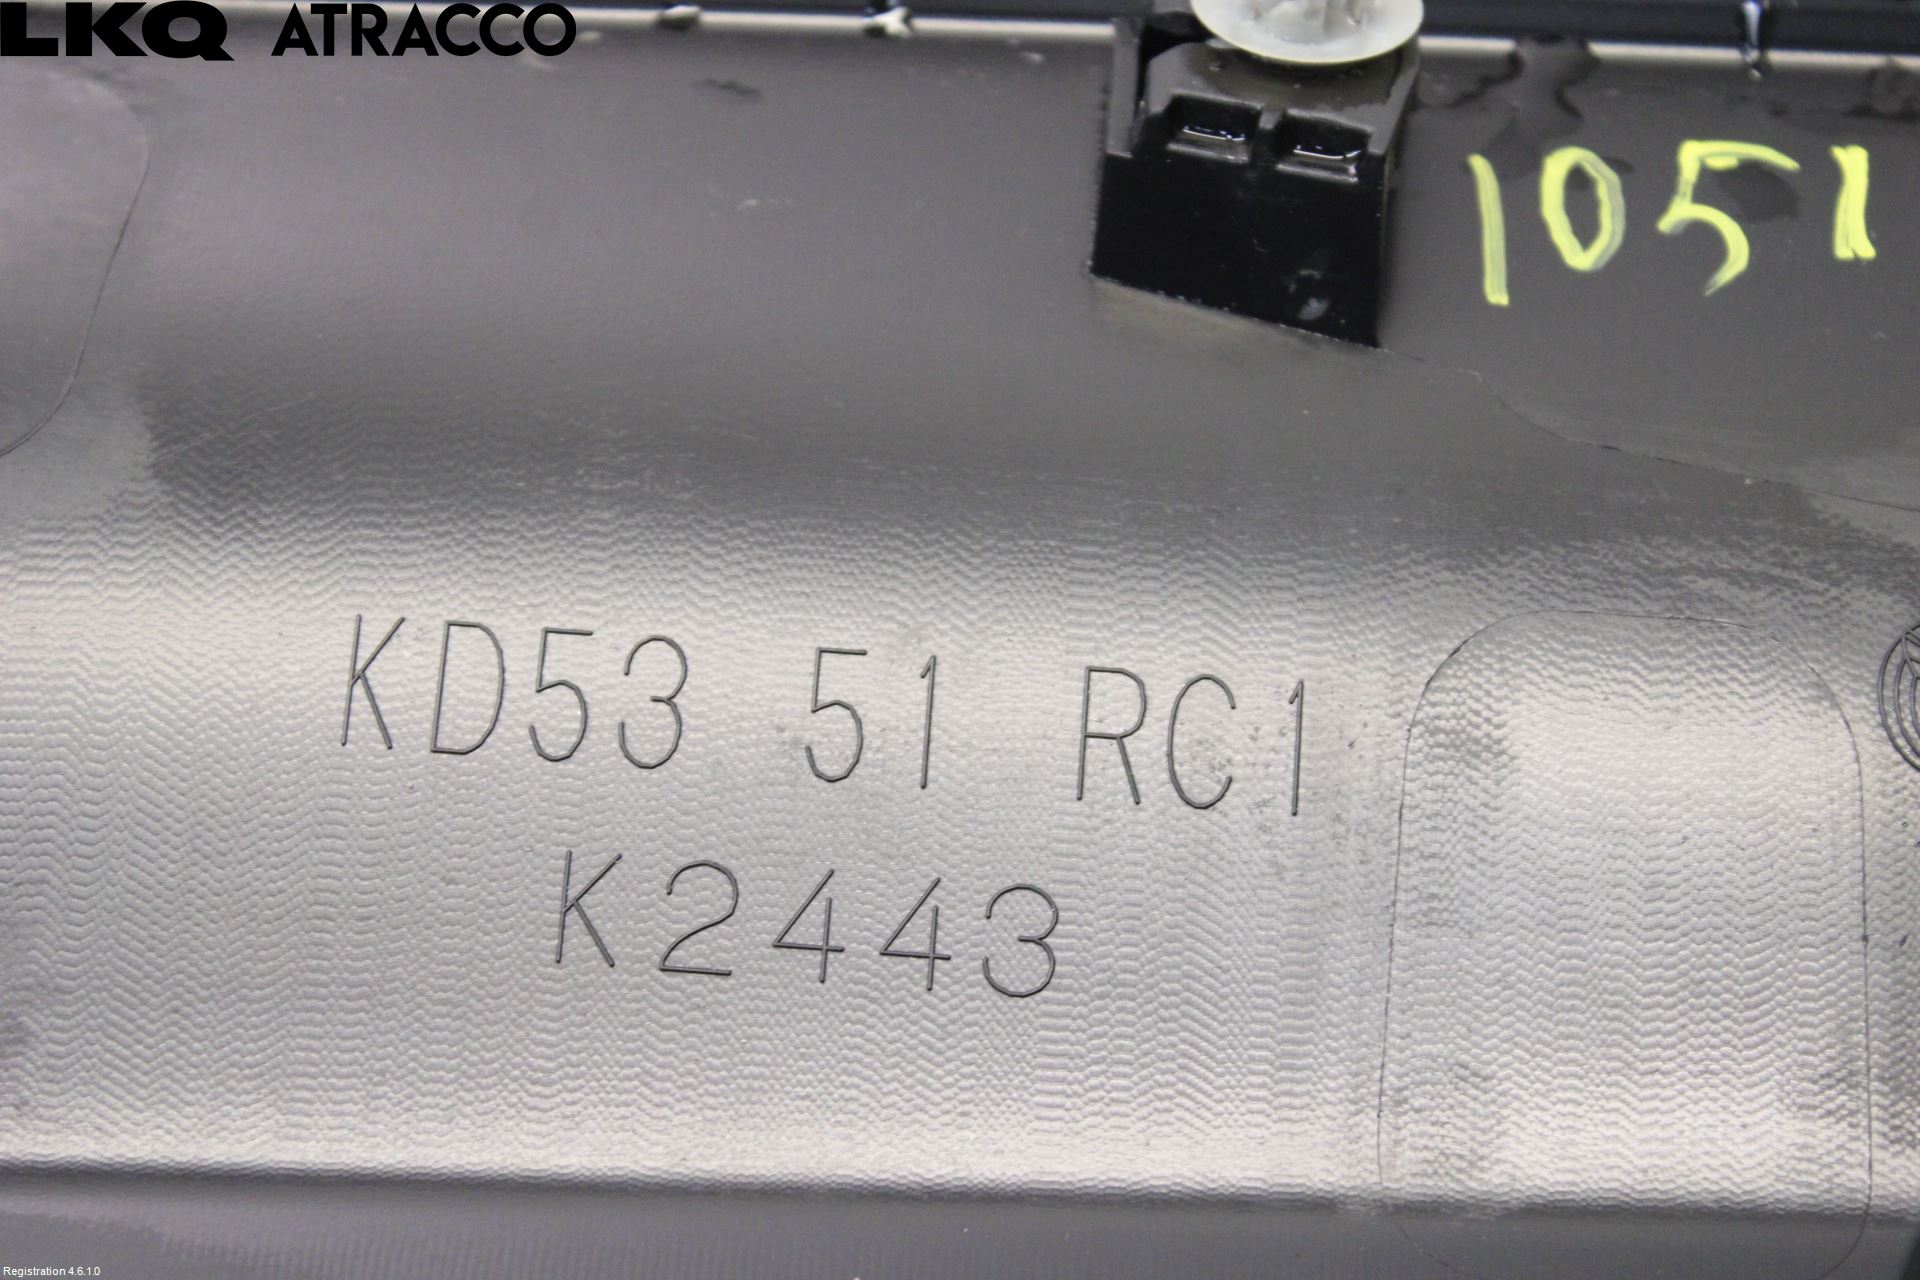 LKQ ATRACCO
1051
KD53 51 RC1
K2443
Registration 4.6.1.0